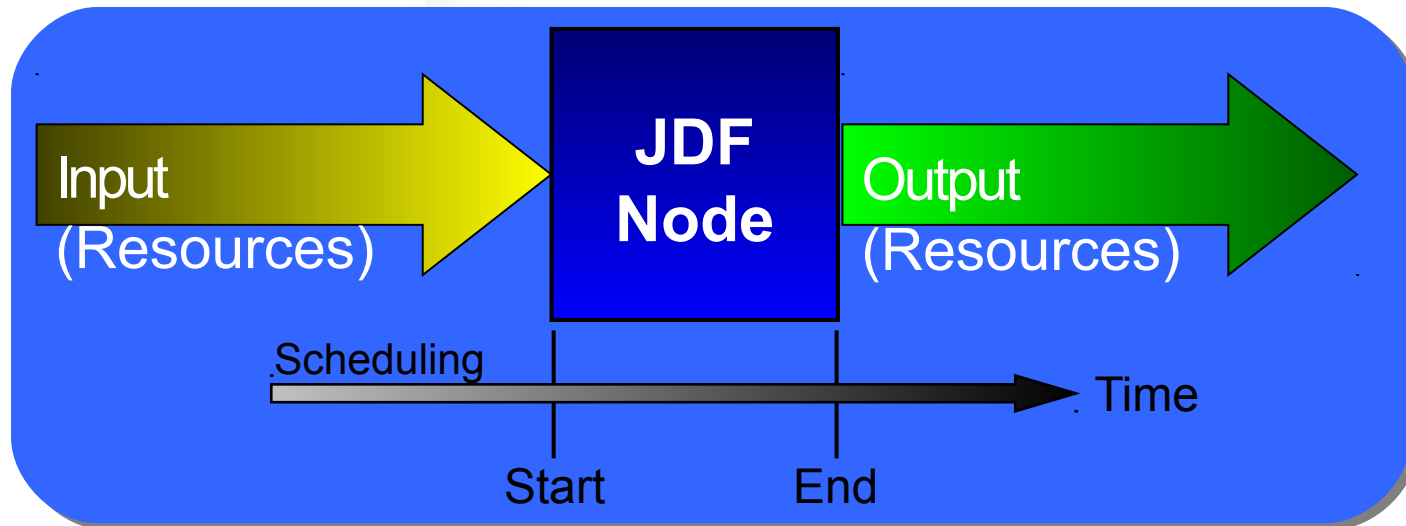 Input
(Resources)
JDF
Node
Output
(Resources)
Scheduling
Time
Start
End